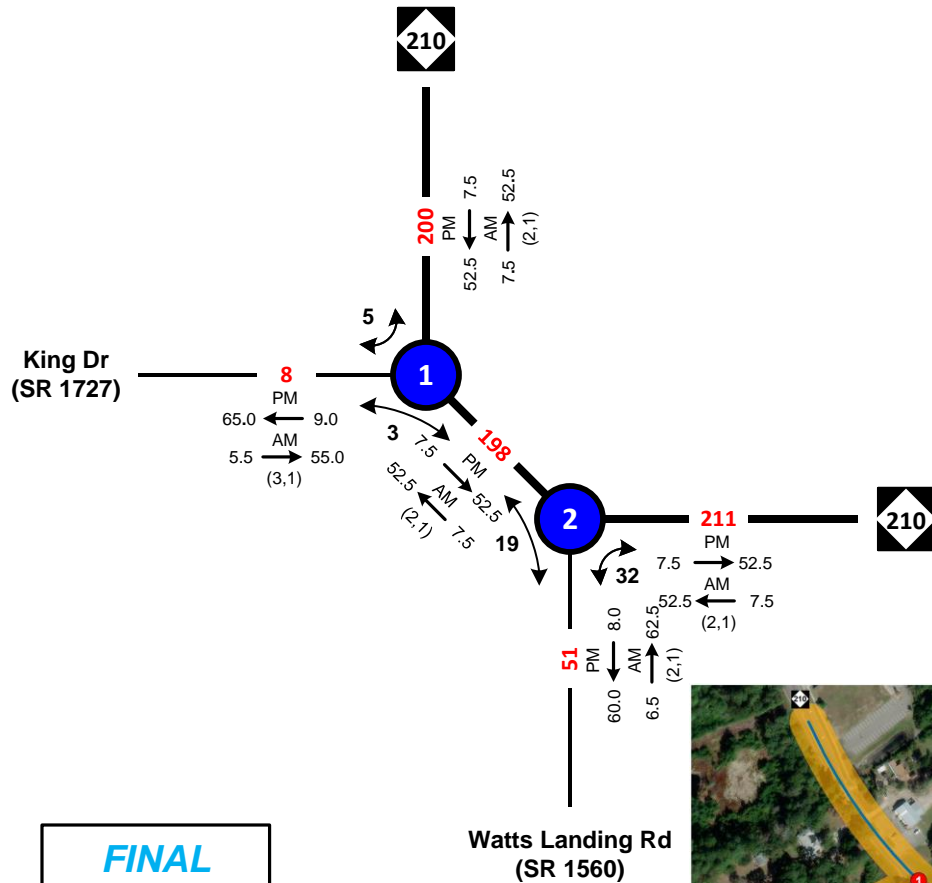 210
200
PM
7.5
52.5
AM
7.5
52.5
(2,1)
5
1
King Dr
(SR 1727)
8
PM
65.0 9.0
AM
5.5 55.0
(3,1)
3
198
7.5
PM
52.5
52.5
AM
7.5
(2,1)
19
2
211
210
PM
7.5 52.5
AM
52.5 7.5
(2,1)
32
51
PM
8.0
60.0
AM
6.5
62.5
(2,1)
210
1
Watts Landing Rd
(SR 1560)
FINAL